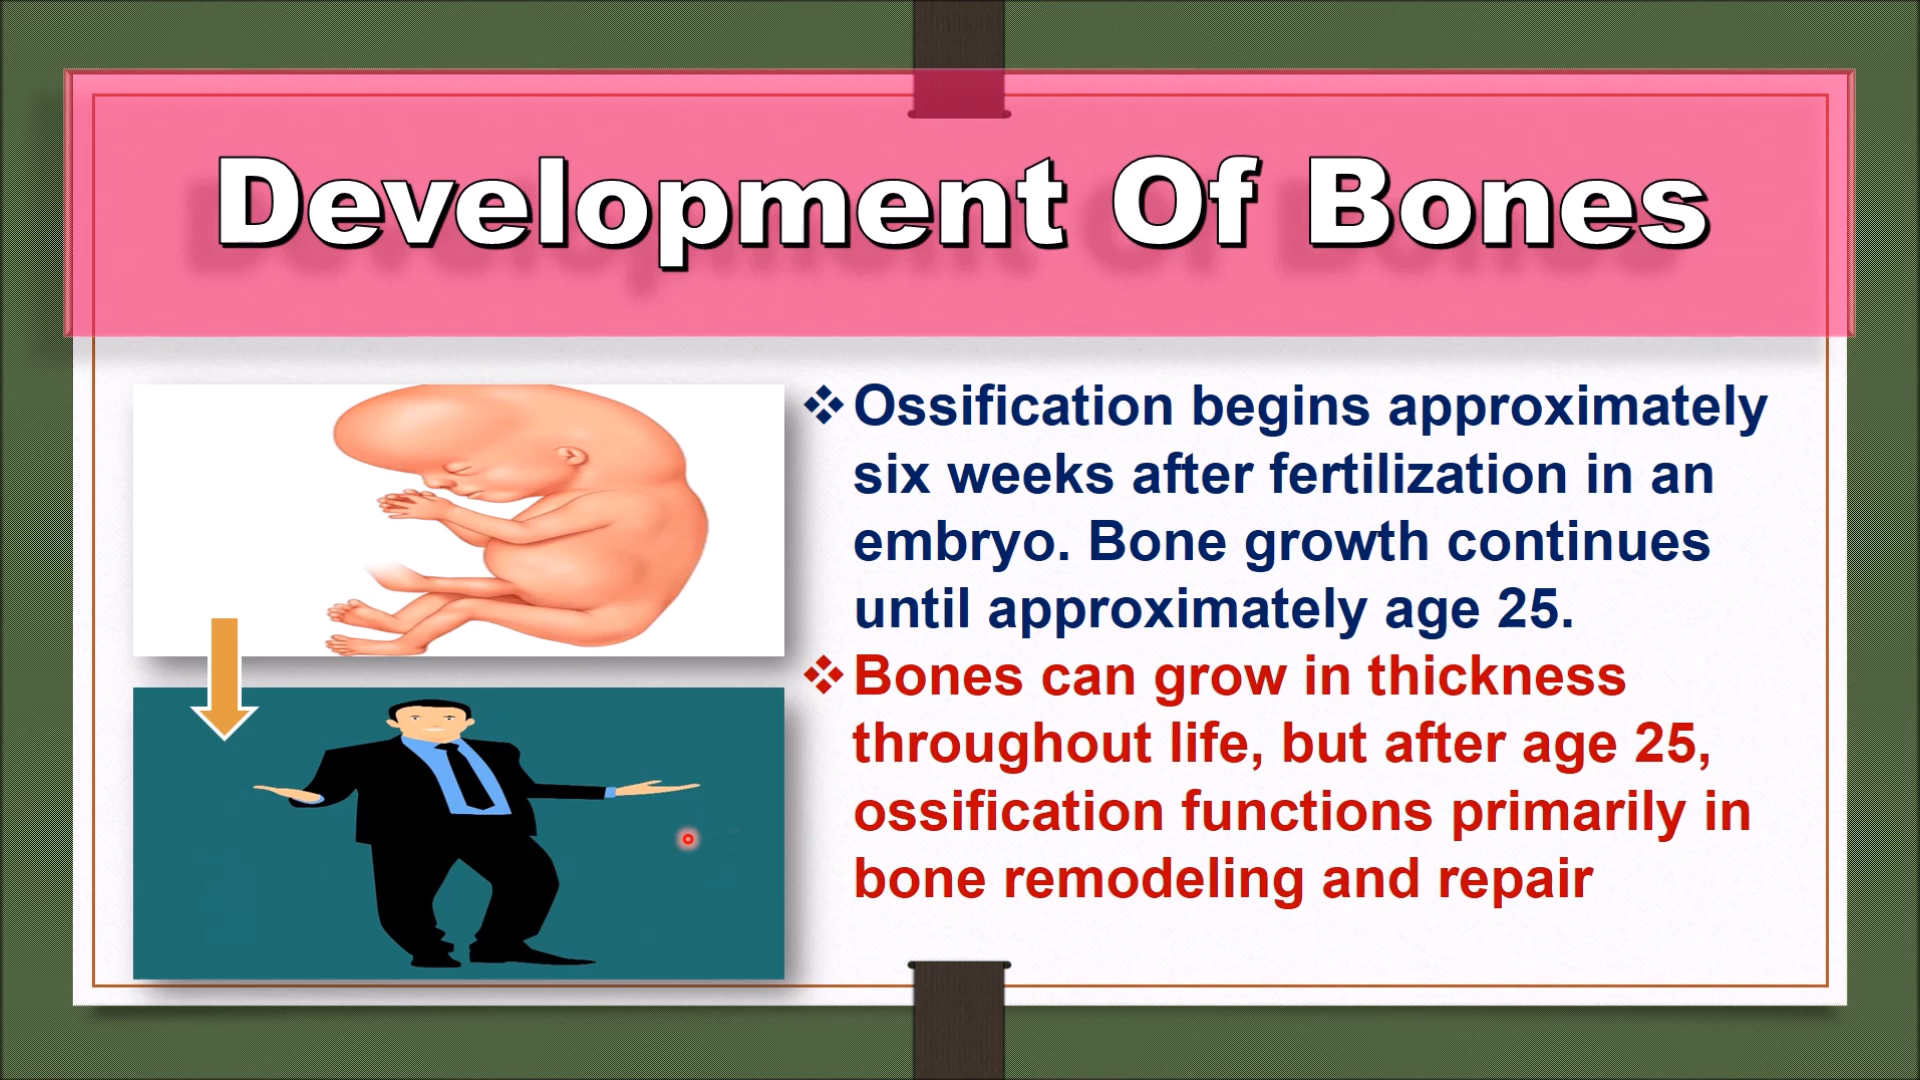 Development Of Bones
❖Ossification begins approximately
six weeks after fertilization in an
embryo. Bone growth continues
until approximately age 25.
❖Bones can grow in thickness
throughout life, but after age 25,
ossification functions primarily in
bone remodeling and repair